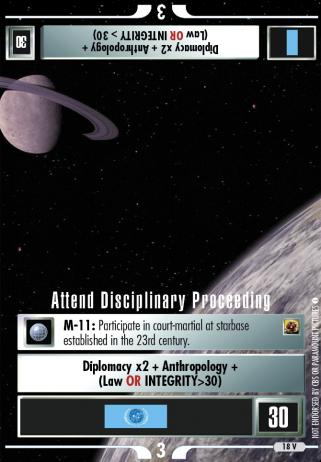 3
Diplomacy x2 + Anthropology +
(Law OR INTEGRITY > 30)
30
Attend Disciplinary Proceeding
M-11: Participate in court-martial at starbase
established in the 23rd century.
Diplomacy x2 + Anthropology +
(Law OR INTEGRITY>30)
30
3
18 V
NOT ENDORSED BY CBS OR PARAMOUNT PICTURES